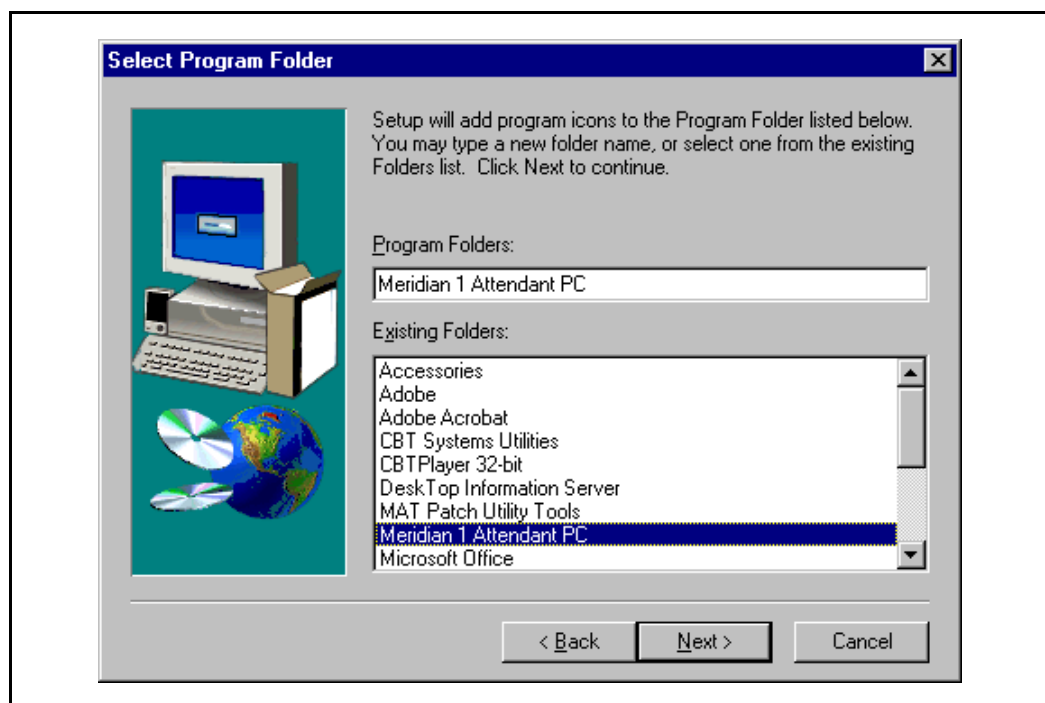 Select Program Folder
Setup will add program icons to the Program Folder listed below.
You may type a new folder name, or select one from the existing
Folders list.  Click Next to continue.
Program Folders:
Meridian 1 Attendant PC
Existing Folders:
Accessories
Adobe
Adobe Acrobat
CBT Systems Utilities
CBTPlayer 32-bit
DeskTop Information Server
MAT Patch Utility Tools
Meridian 1 Attendant PC
Microsoft Office
< Back
Next >
Cancel